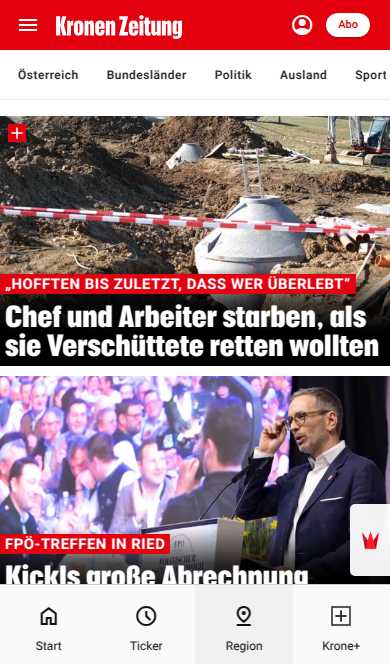 Kronen Zeitung
Abo
Österreich Bundesländer Politik Ausland Sport
„HOFFTEN BIS ZULETZT, DASS WER ÜBERLEBT“
Chef und Arbeiter starben, als
sie Verschüttete retten wollten
FPÖ-TREFFEN IN RIED
Kickls große Abrechnung
Start Ticker Region Krone+